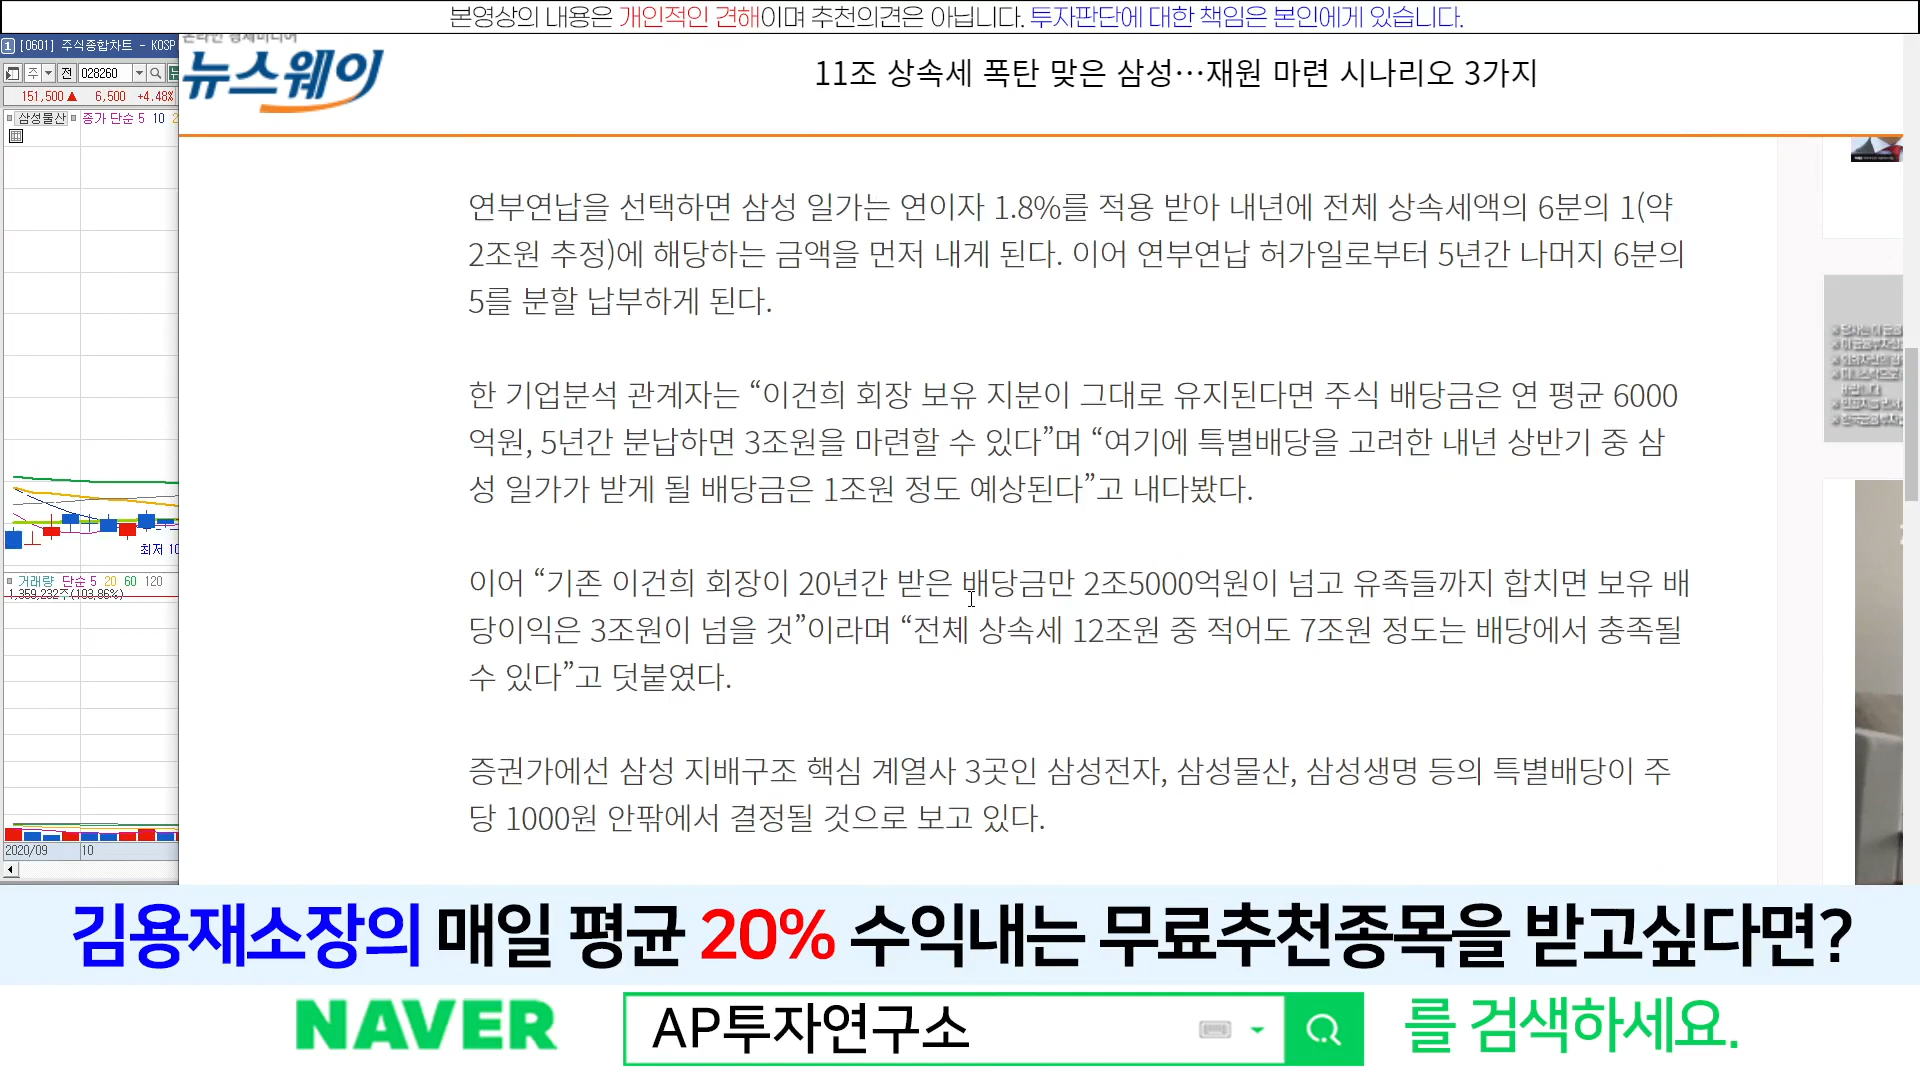 본영상의 내용은 개인적인 견해이며 추천의견은 아닙니다. 투자판단에 대한 책임은 본인에게 있습니다.
1 [0601] 주식종합차트 - KOSP
주 전 028260
151,500▲ 6,500 +4.48%
삼성물산 종가 단순 5 10 2
뉴스웨이
11조 상속세 폭탄 맞은 삼성…재원 마련 시나리오 3가지
연부연납을 선택하면 삼성 일가는 연이자 1.8%를 적용 받아 내년에 전체 상속세액의 6분의 1(약
2조원 추정)에 해당하는 금액을 먼저 내게 된다. 이어 연부연납 허가일로부터 5년간 나머지 6분의
5를 분할 납부하게 된다.
한 기업분석 관계자는 “이건희 회장 보유 지분이 그대로 유지된다면 주식 배당금은 연 평균 6000
억원, 5년간 분납하면 3조원을 마련할 수 있다”며 “여기에 특별배당을 고려한 내년 상반기 중 삼
성 일가가 받게 될 배당금은 1조원 정도 예상된다”고 내다봤다.
이어 “기존 이건희 회장이 20년간 받은 배당금만 2조5000억원이 넘고 유족들까지 합치면 보유 배
당이익은 3조원이 넘을 것”이라며 “전체 상속세 12조원 중 적어도 7조원 정도는 배당에서 충족될
수 있다”고 덧붙였다.
증권가에선 삼성 지배구조 핵심 계열사 3곳인 삼성전자, 삼성물산, 삼성생명 등의 특별배당이 주
당 1000원 안팎에서 결정될 것으로 보고 있다.
최저 10
거래량 단순 5 20 60 120
1,359,232주(103.86%)
2020/09 10
김용재소장의 매일 평균 20% 수익내는 무료추천종목을 받고싶다면?
NAVER AP투자연구소 를 검색하세요.